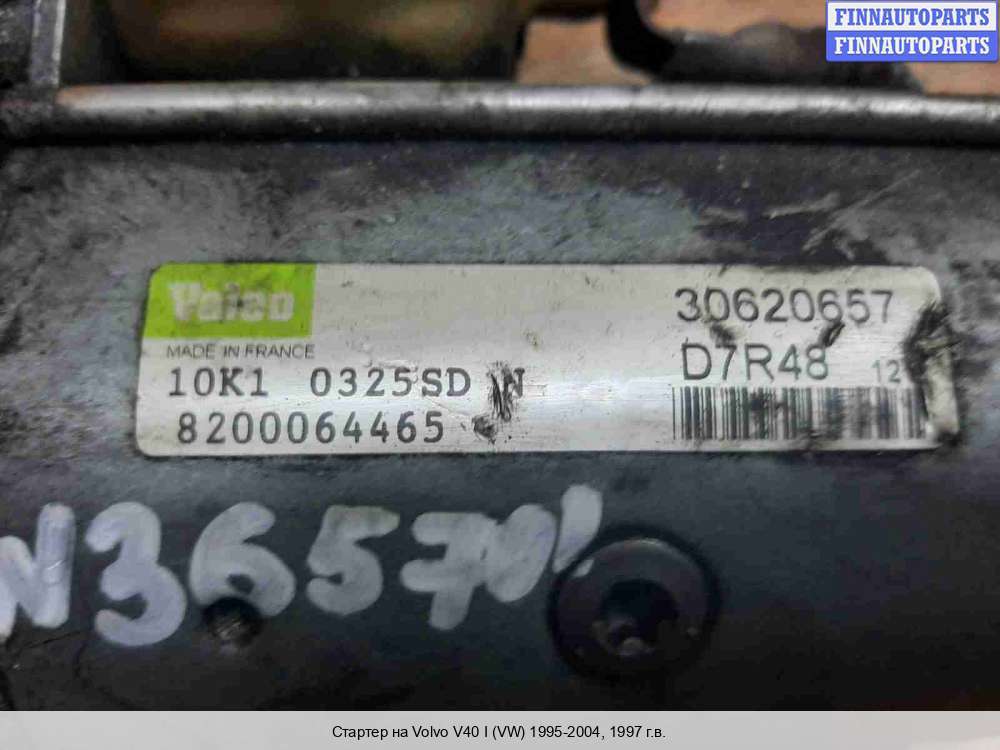 FINNAUTOPARTS
FINNAUTOPARTS
Valeo
MADE IN FRANCE
30620657
10K1 0325SD N
D7R48 12
8200064465
N36570
Стартер на Volvo V40 I (VW) 1995-2004, 1997 г.в.